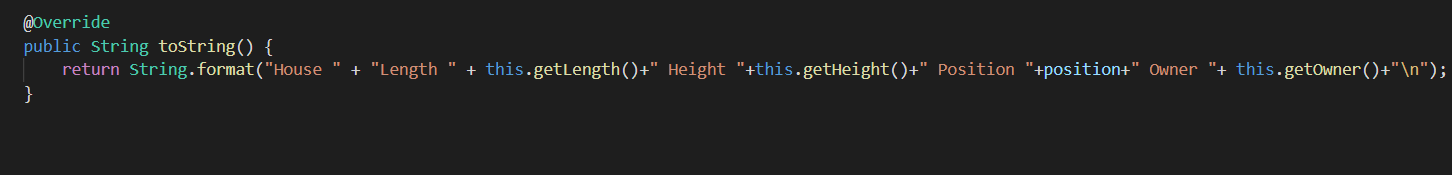 @Override
public String toString() {
    return String.format("House " + "Length " + this.getLength()+" Height "+this.getHeight()+" Position "+position+" Owner "+ this.getOwner()+"\n");
}